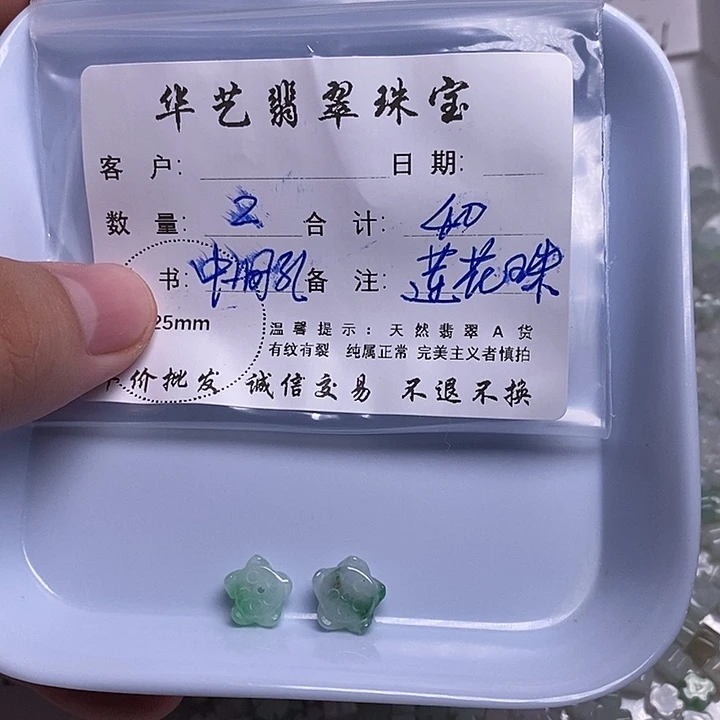 华艺翡翠珠宝
客 户: 日 期:
数 量: 2 合 计: 40
书: 中间孔 备 注: 莲花珠
25mm 温馨提示：天然翡翠A货
有纹有裂 纯属正常 完美主义者慎拍
价批发 诚信交易 不退不换